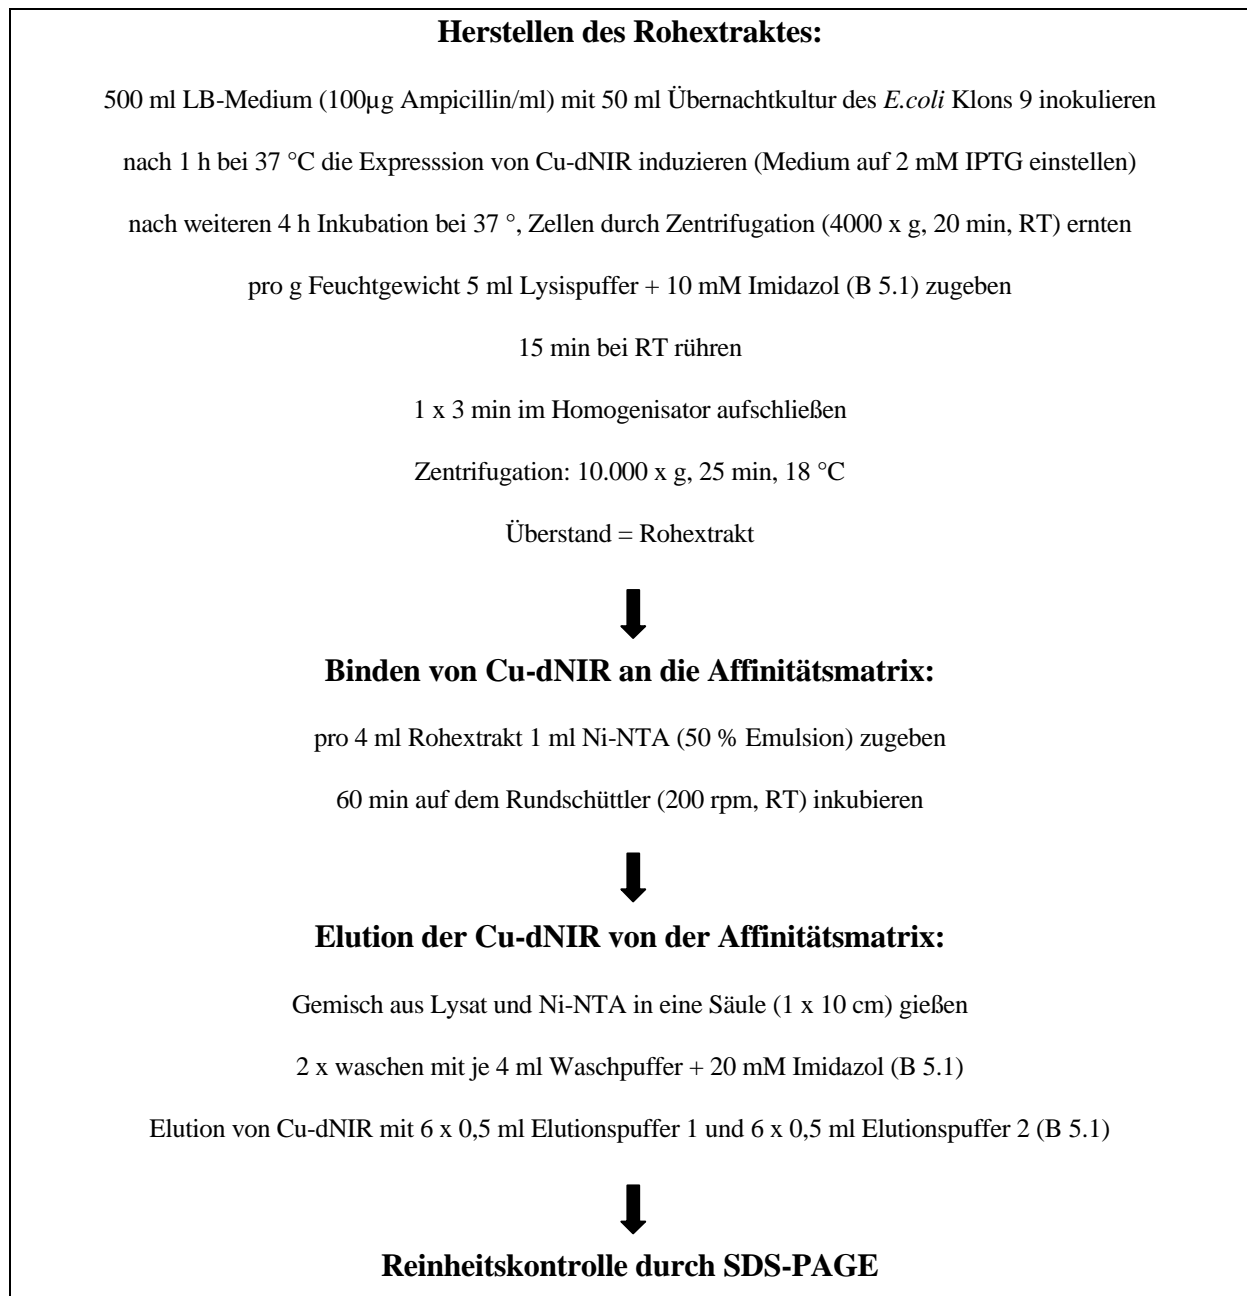 Herstellen des Rohextraktes:
500 ml LB-Medium (100µg Ampicillin/ml) mit 50 ml Übernachtkultur des E.coli Klons 9 inokulieren
nach 1 h bei 37 °C die Expresssion von Cu-dNIR induzieren (Medium auf 2 mM IPTG einstellen)
nach weiteren 4 h Inkubation bei 37 °, Zellen durch Zentrifugation (4000 x g, 20 min, RT) ernten
pro g Feuchtgewicht 5 ml Lysispuffer + 10 mM Imidazol (B 5.1) zugeben
15 min bei RT rühren
1 x 3 min im Homogenisator aufschließen
Zentrifugation: 10.000 x g, 25 min, 18 °C
Überstand = Rohextrakt
Binden von Cu-dNIR an die Affinitätsmatrix:
pro 4 ml Rohextrakt 1 ml Ni-NTA (50 % Emulsion) zugeben
60 min auf dem Rundschüttler (200 rpm, RT) inkubieren
Elution der Cu-dNIR von der Affinitätsmatrix:
Gemisch aus Lysat und Ni-NTA in eine Säule (1 x 10 cm) gießen
2 x waschen mit je 4 ml Waschpuffer + 20 mM Imidazol (B 5.1)
Elution von Cu-dNIR mit 6 x 0,5 ml Elutionspuffer 1 und 6 x 0,5 ml Elutionspuffer 2 (B 5.1)
Reinheitskontrolle durch SDS-PAGE